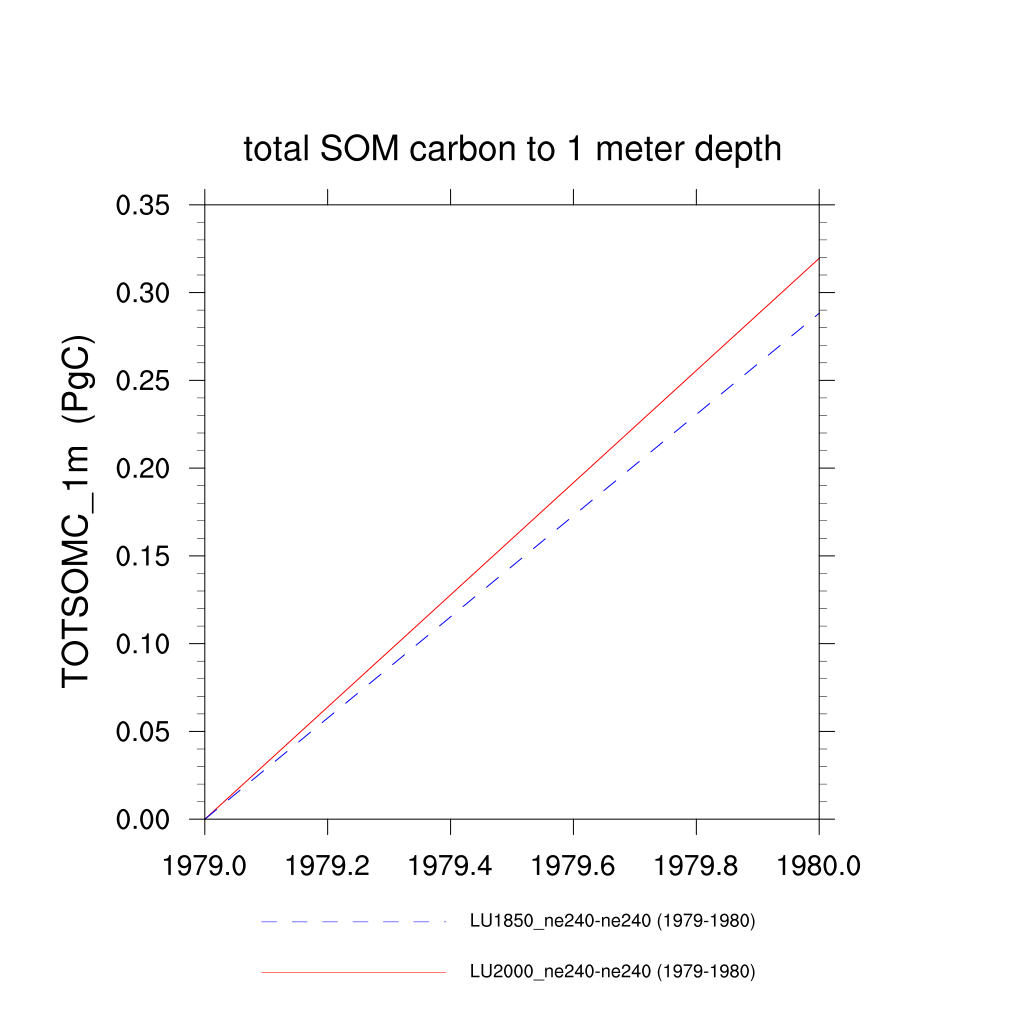 total SOM carbon to 1 meter depth
TOTSOMC_1m (PgC)
0.35
0.30
0.25
0.20
0.15
0.10
0.05
0.00
1979.0 1979.2 1979.4 1979.6 1979.8 1980.0
LU1850_ne240-ne240 (1979-1980)
LU2000_ne240-ne240 (1979-1980)